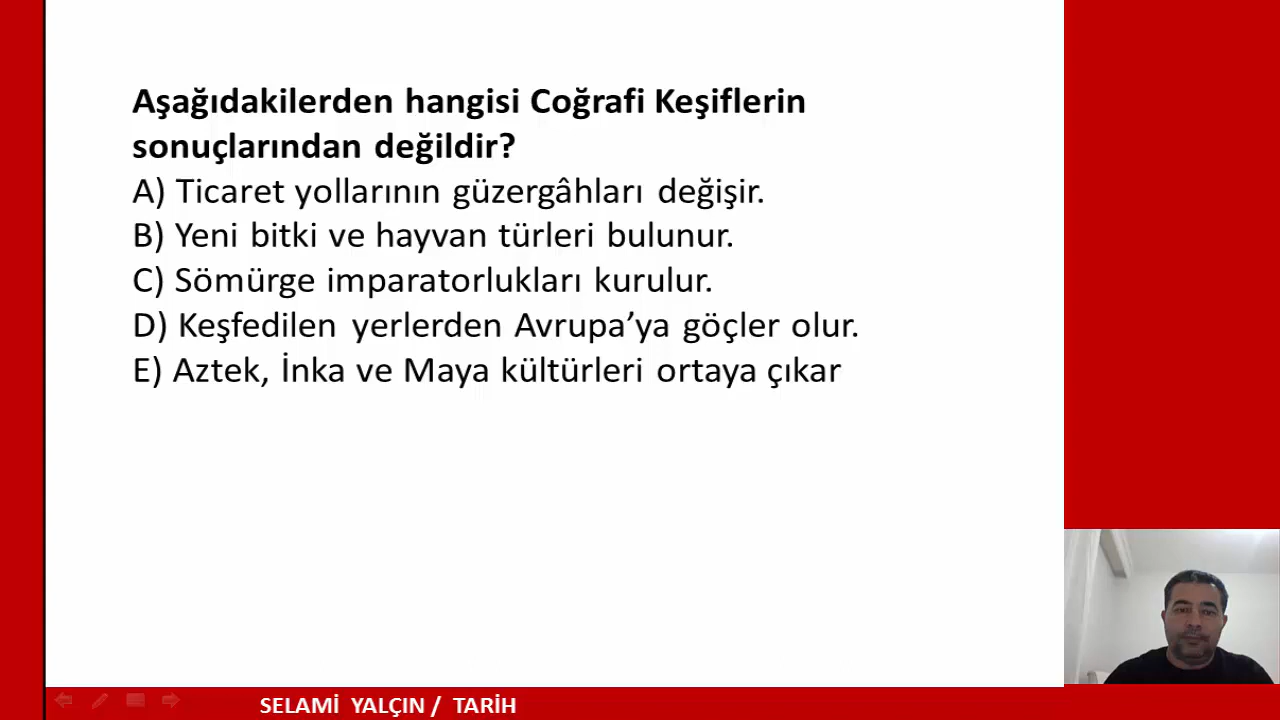 Aşağıdakilerden hangisi Coğrafi Keşiflerin
sonuçlarından değildir?
A) Ticaret yollarının güzergâhları değişir.
B) Yeni bitki ve hayvan türleri bulunur.
C) Sömürge imparatorlukları kurulur.
D) Keşfedilen yerlerden Avrupa’ya göçler olur.
E) Aztek, İnka ve Maya kültürleri ortaya çıkar
SELAMİ YALÇIN / TARİH